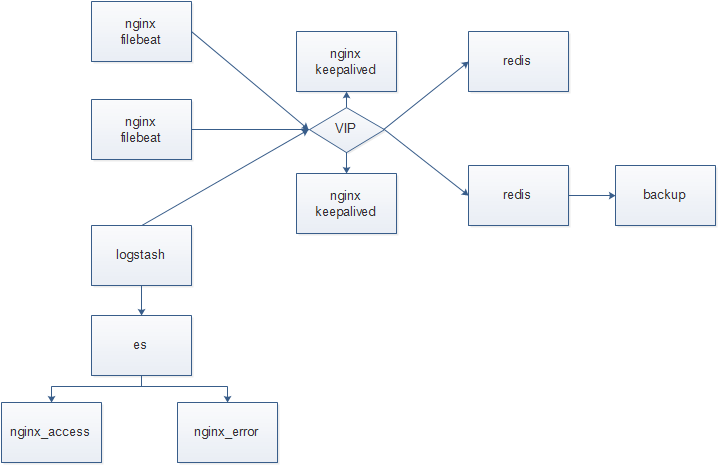 nginx
filebeat
nginx
keepalived
redis
nginx
filebeat
VIP
nginx
keepalived
redis
backup
logstash
es
nginx_access
nginx_error